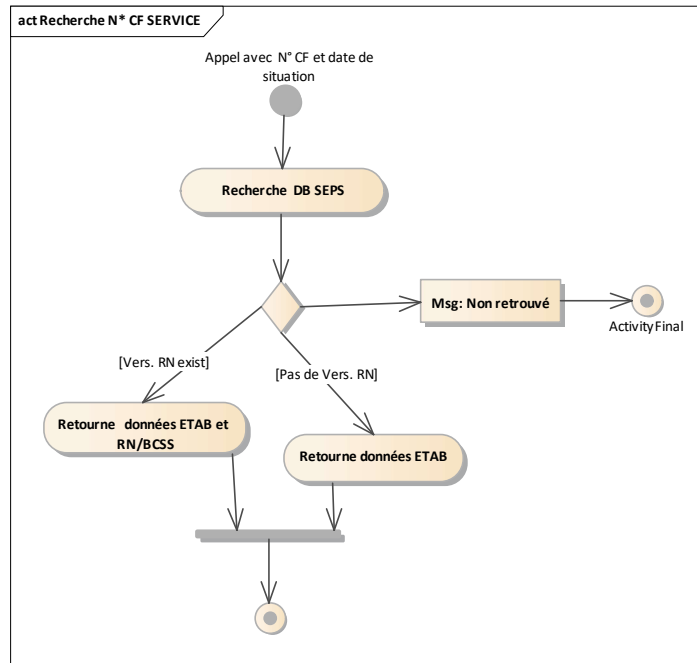 act Recherche N* CF SERVICE
Appel avec N° CF et date de
situation
Recherche DB SEPS
Msg: Non retrouvé
ActivityFinal
[Vers. RN exist]
[Pas de Vers. RN]
Retourne données ETAB et
RN/BCSS
Retourne données ETAB